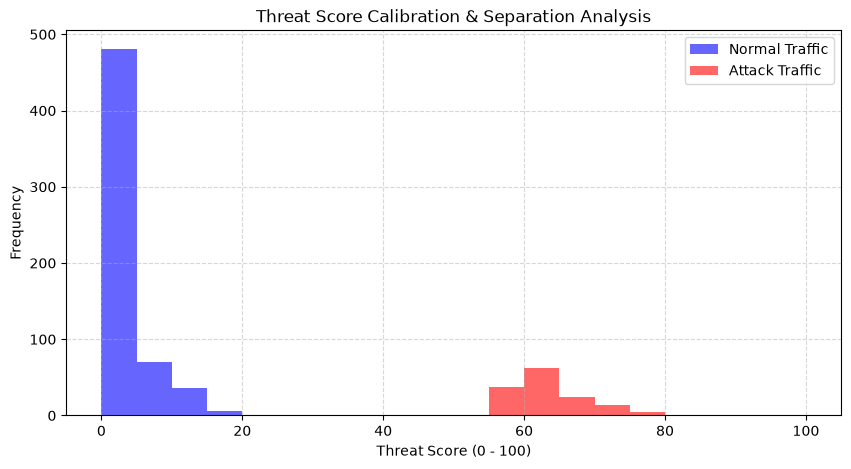 Threat Score Calibration & Separation Analysis
Normal Traffic
Attack Traffic
500
400
300
200
100
0
Frequency
0 20 40 60 80 100
Threat Score (0 - 100)